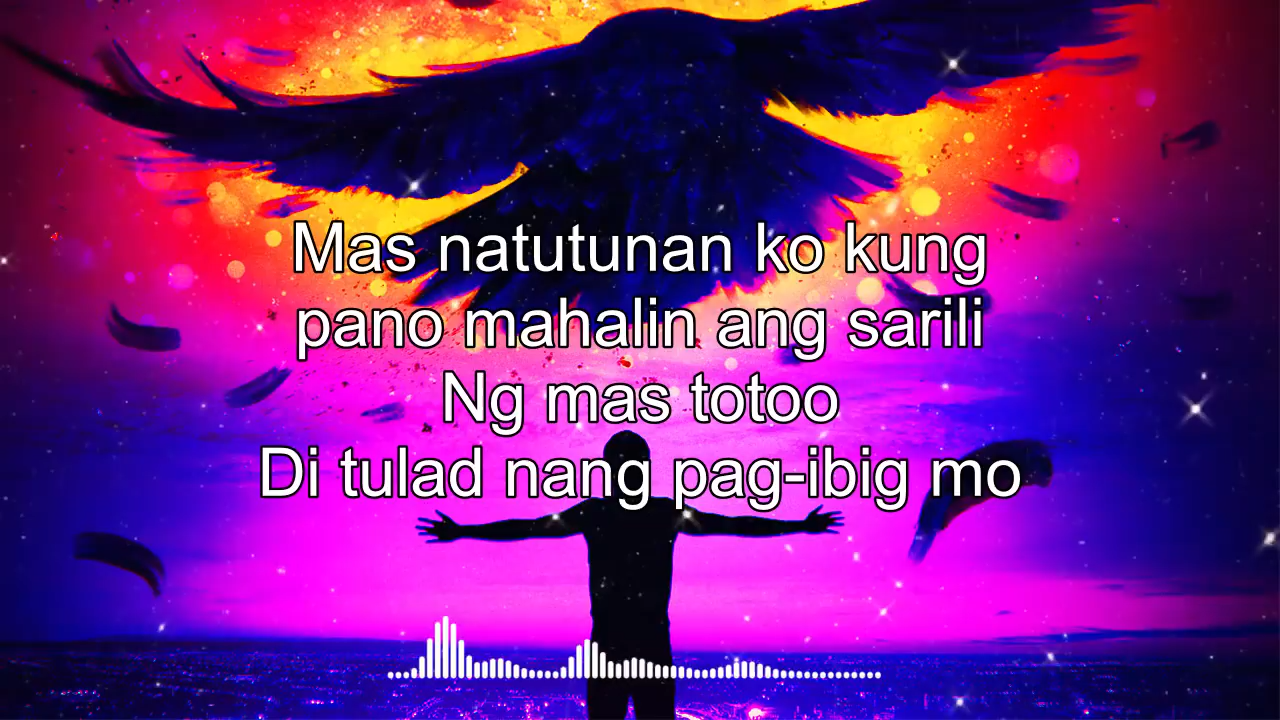 Mas natutunan ko kung
pano mahalin ang sarili
Ng mas totoo
Di tulad nang pag-ibig mo